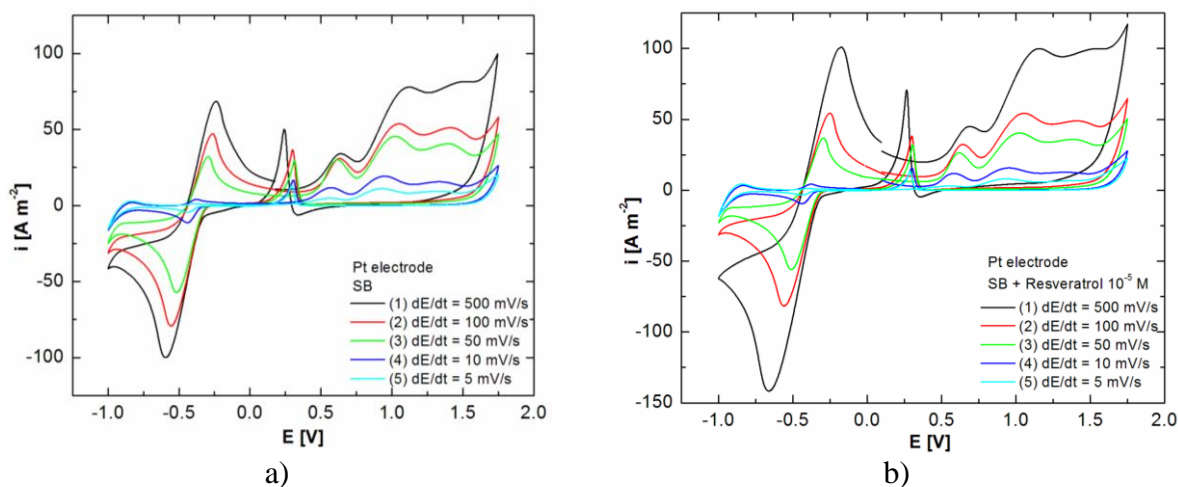 100
50
0
-50
-100
i [A m⁻²]
-1.0 -0.5 0.0 0.5 1.0 1.5 2.0
E [V]
Pt electrode
SB
(1) dE/dt = 500 mV/s
(2) dE/dt = 100 mV/s
(3) dE/dt = 50 mV/s
(4) dE/dt = 10 mV/s
(5) dE/dt = 5 mV/s
a)
100
50
0
-50
-100
-150
i [A m⁻²]
-1.0 -0.5 0.0 0.5 1.0 1.5 2.0
E [V]
Pt electrode
SB + Resveratrol 10⁻⁵ M
(1) dE/dt = 500 mV/s
(2) dE/dt = 100 mV/s
(3) dE/dt = 50 mV/s
(4) dE/dt = 10 mV/s
(5) dE/dt = 5 mV/s
b)